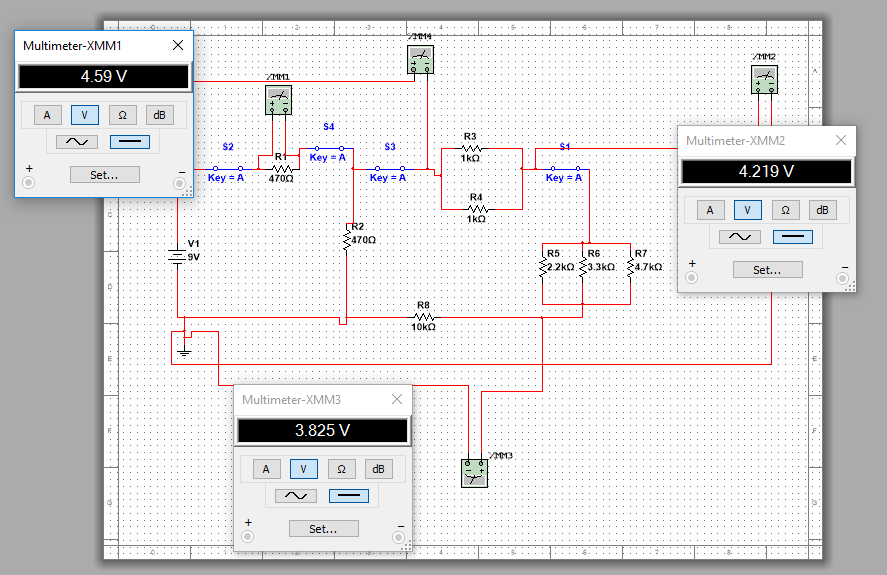 Multimeter-XMM1
4.59 V
A V Ω dB
+ −
Set...
XMM4
XMM1
XMM2
Multimeter-XMM2
4.219 V
A V Ω dB
+ −
Set...
S2
Key = A
R1
470Ω
S4
Key = A
S3
Key = A
R3
1kΩ
R4
1kΩ
S1
Key = A
R2
470Ω
V1
9V
R5
2.2kΩ
R6
3.3kΩ
R7
4.7kΩ
R8
10kΩ
Multimeter-XMM3
3.825 V
A V Ω dB
+ −
Set...
XMM3